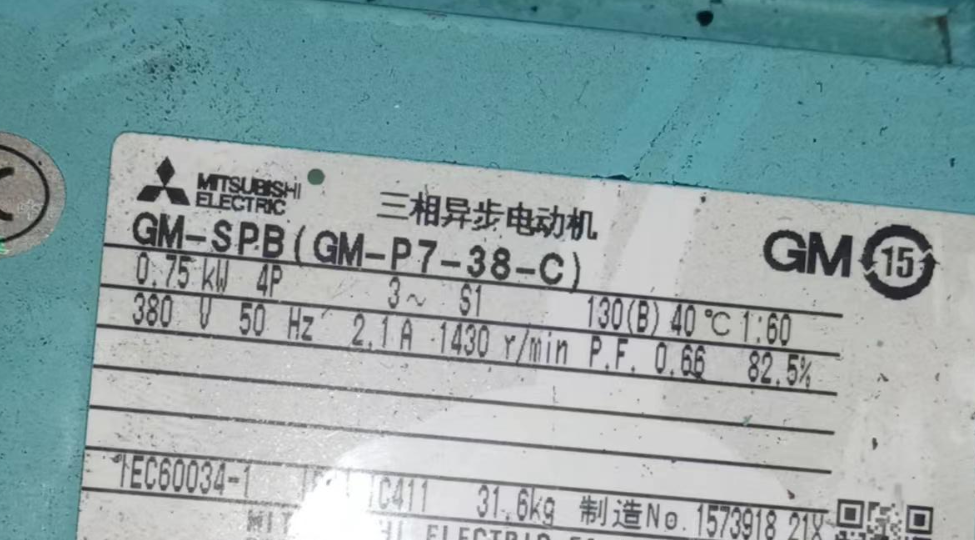 MITSUBISHI
ELECTRIC
三相异步电动机
GM-SPB(GM-P7-38-C)
GM 15
0.75 kW 4P 3~ S1 130(B) 40 ℃ 1:60
380 V 50 Hz 2.1 A 1430 r/min P.F. 0.66 82.5%
IEC60034-1 IC411 31.6kg 制造No. 1573918 21X